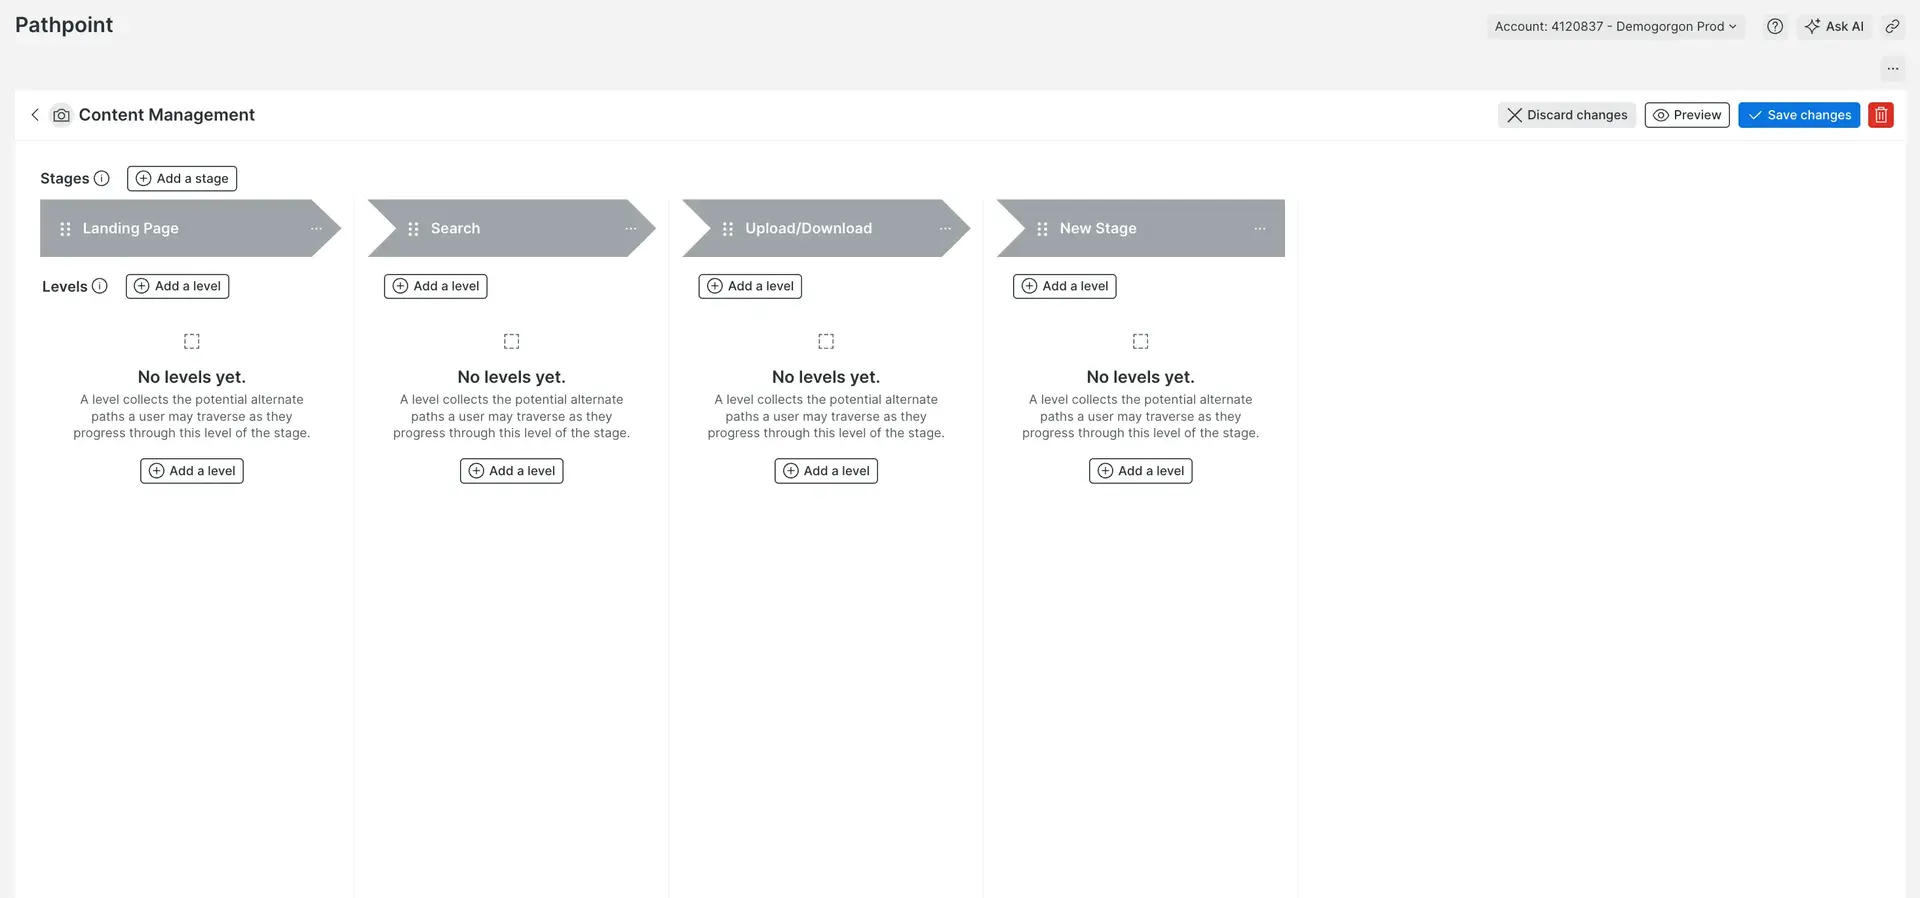 Pathpoint
Account: 4120837 - Demogorgon Prod
Ask AI
Content Management
Discard changes
Preview
Save changes
Stages
Add a stage
Landing Page
Search
Upload/Download
New Stage
Levels
Add a level
Add a level
Add a level
Add a level
No levels yet.
A level collects the potential alternate
paths a user may traverse as they
progress through this level of the stage.
Add a level
No levels yet.
A level collects the potential alternate
paths a user may traverse as they
progress through this level of the stage.
Add a level
No levels yet.
A level collects the potential alternate
paths a user may traverse as they
progress through this level of the stage.
Add a level
No levels yet.
A level collects the potential alternate
paths a user may traverse as they
progress through this level of the stage.
Add a level